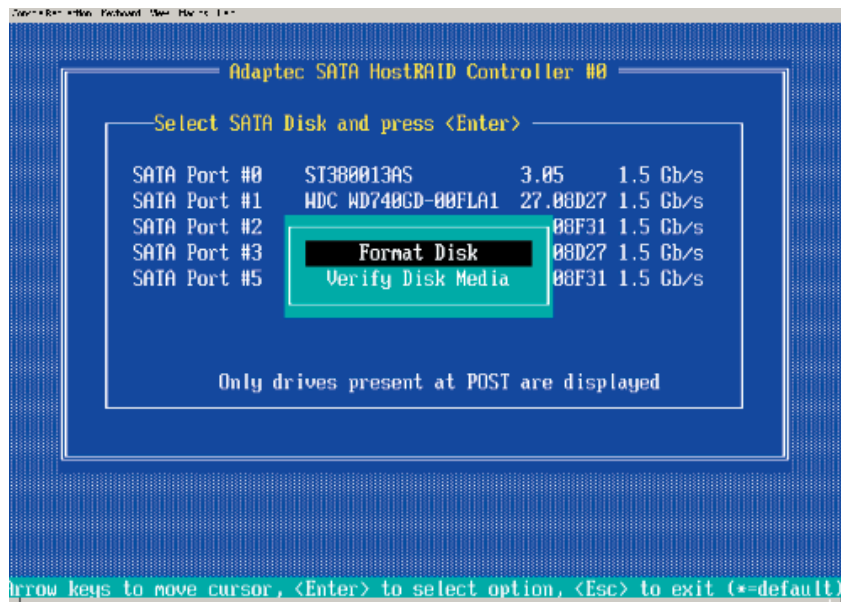 Adaptec SATA HostRAID Controller #0
Select SATA Disk and press <Enter>
SATA Port #0 ST380013AS 3.05 1.5 Gb/s
SATA Port #1 WDC WD740GD-00FLA1 27.08D27 1.5 Gb/s
SATA Port #2 08F31 1.5 Gb/s
SATA Port #3 08D27 1.5 Gb/s
SATA Port #5 08F31 1.5 Gb/s
Format Disk
Verify Disk Media
Only drives present at POST are displayed
Arrow keys to move cursor, <Enter> to select option, <Esc> to exit (*=default)